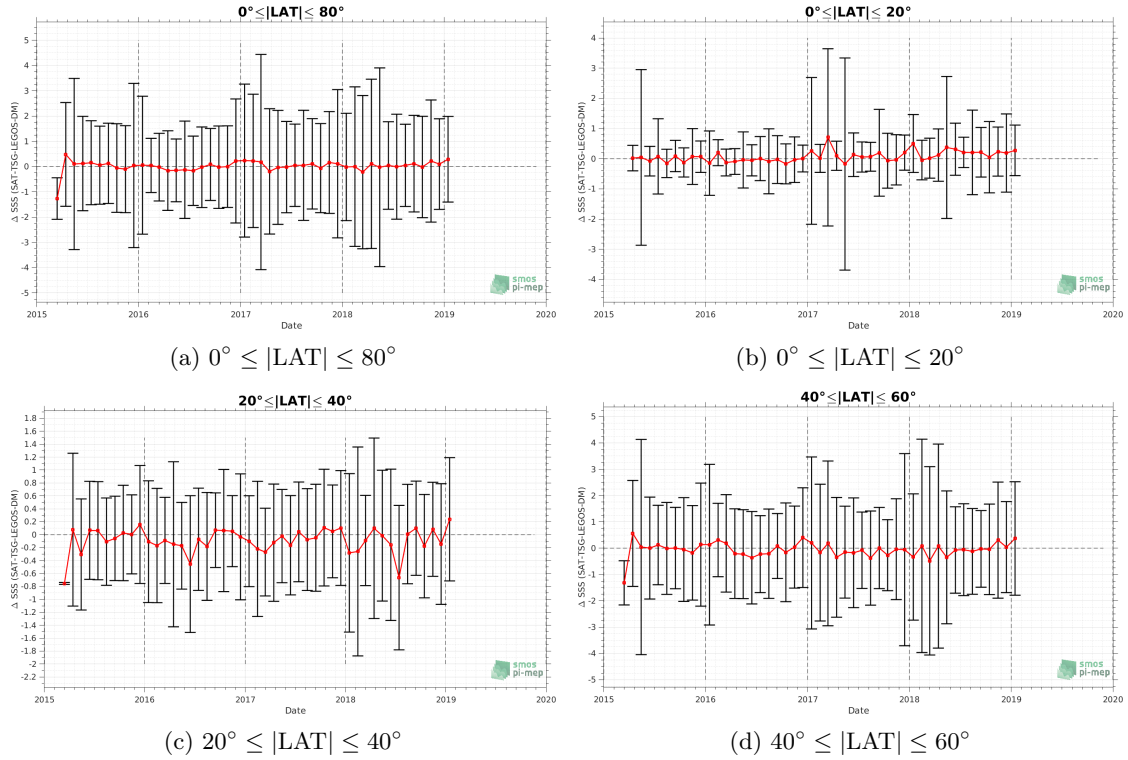 0°≤|LAT|≤ 80°
Δ SSS (SAT-TSG-LEGOS-DM)
5
4
3
2
1
0
-1
-2
-3
-4
-5
2015 2016 2017 2018 2019 2020
Date
smos
pi-mep
(a) 0° ≤ |LAT| ≤ 80°
0°≤|LAT|≤ 20°
Δ SSS (SAT-TSG-LEGOS-DM)
4
3
2
1
0
-1
-2
-3
-4
2015 2016 2017 2018 2019 2020
Date
smos
pi-mep
(b) 0° ≤ |LAT| ≤ 20°
20°≤|LAT|≤ 40°
Δ SSS (SAT-TSG-LEGOS-DM)
1.8
1.6
1.4
1.2
1
0.8
0.6
0.4
0.2
0
-0.2
-0.4
-0.6
-0.8
-1
-1.2
-1.4
-1.6
-1.8
-2
-2.2
2015 2016 2017 2018 2019 2020
Date
smos
pi-mep
(c) 20° ≤ |LAT| ≤ 40°
40°≤|LAT|≤ 60°
Δ SSS (SAT-TSG-LEGOS-DM)
5
4
3
2
1
0
-1
-2
-3
-4
-5
2015 2016 2017 2018 2019 2020
Date
smos
pi-mep
(d) 40° ≤ |LAT| ≤ 60°